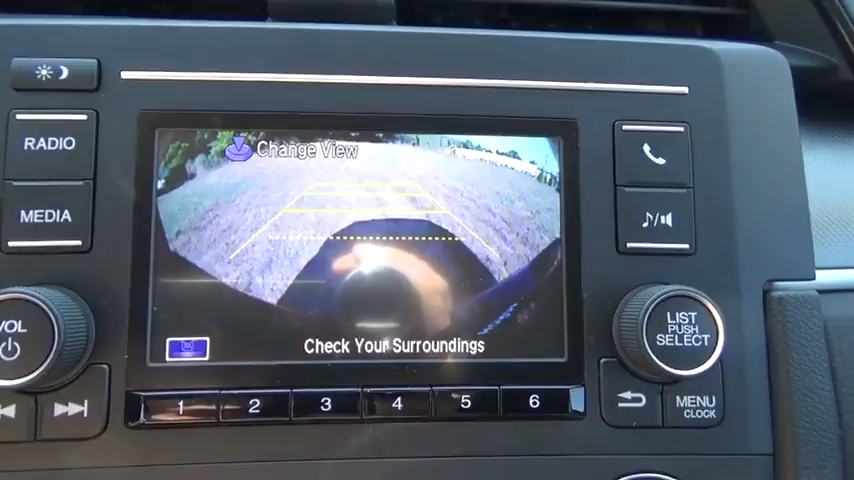 Change View
RADIO
MEDIA
VOL
LIST
PUSH
SELECT
Check Your Surroundings
1 2 3 4 5 6
MENU
CLOCK